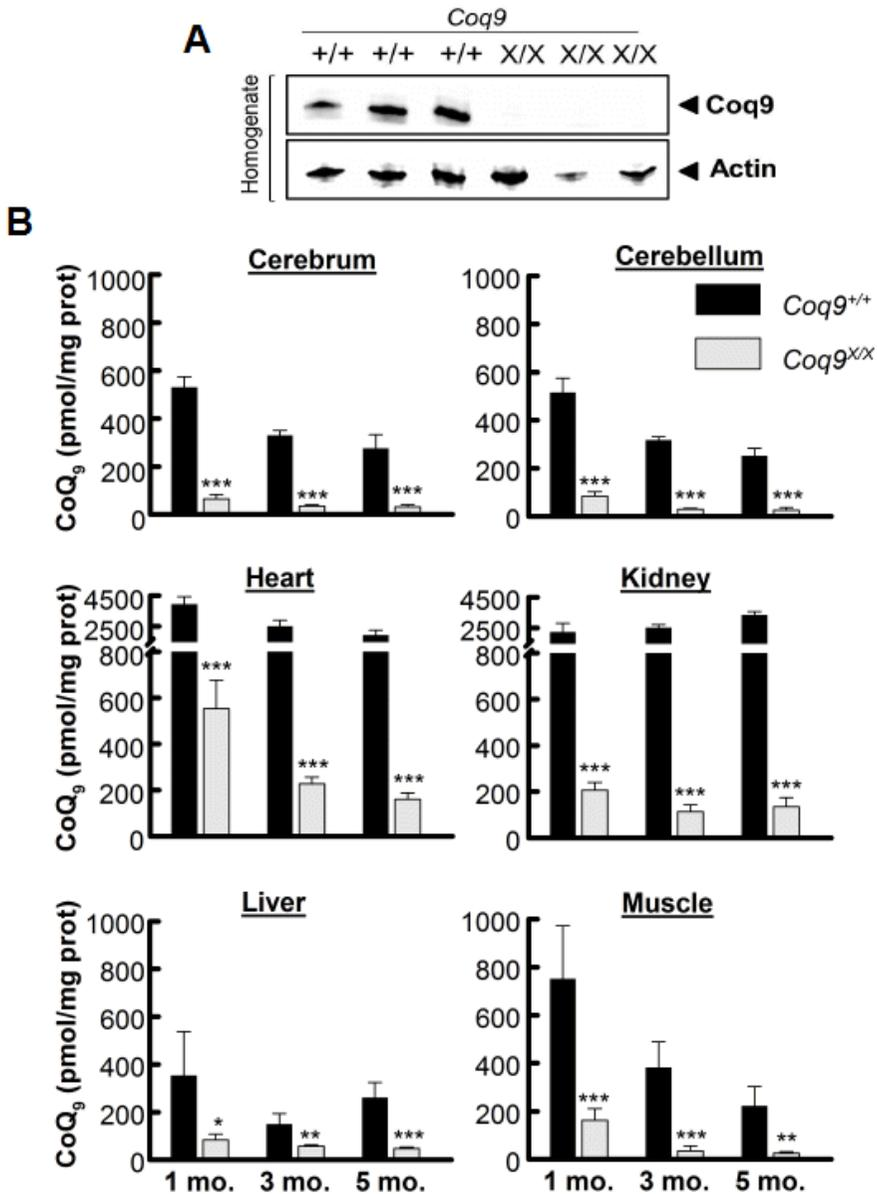 A
Coq9
+/+ +/+ +/+ X/X X/X X/X
Homogenate
Coq9
Actin
B
Cerebrum
CoQ9 (pmol/mg prot)
1000
800
600
400
200
0
***
***
***
Cerebellum
1000
800
600
400
200
0
Coq9+/+
Coq9X/X
***
***
***
Heart
CoQ9 (pmol/mg prot)
4500
2500
800
600
400
200
0
***
***
***
Kidney
4500
2500
800
600
400
200
0
***
***
***
Liver
CoQ9 (pmol/mg prot)
1000
800
600
400
200
0
*
**
***
1 mo. 3 mo. 5 mo.
Muscle
1000
800
600
400
200
0
***
***
**
1 mo. 3 mo. 5 mo.